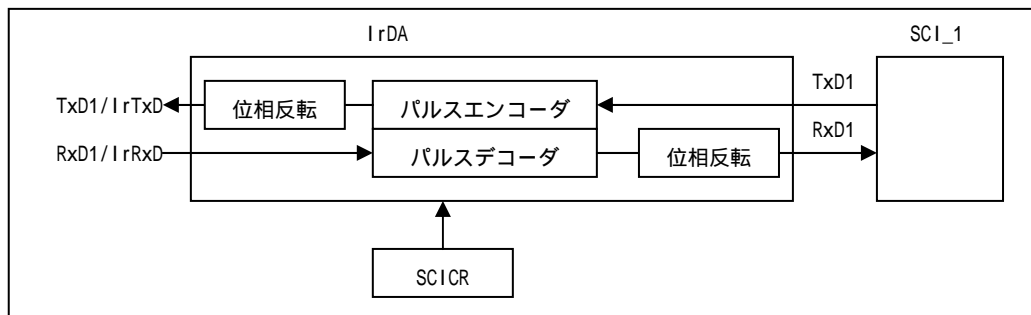 IrDA
SCI_1
TxD1/IrTxD
位相反転
パルスエンコーダ
TxD1
RxD1/IrRxD
パルスデコーダ
位相反転
RxD1
SCICR